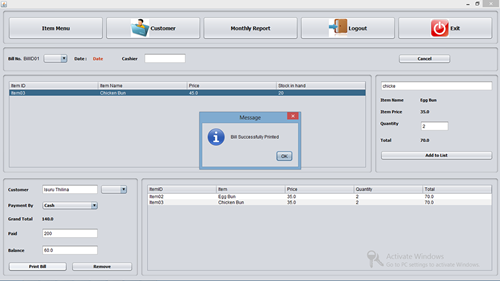 Item Menu Customer Monthly Report Logout Exit
Bill No. BillD01 Date : Date Cashier Cancel
Item ID Item Name Price Stock in hand
Item03 Chicken Bun 45.0 20
chicke
Item Name Egg Bun
Item Price 35.0
Quantity 2
Total 70.0
Add to List
Message
Bill Successfully Printed
OK
Customer Isuru Thilina
Payment By Cash
Grand Total 140.0
Paid 200
Balance 60.0
Print Bill Remove
ItemID Item Price Quantity Total
Item02 Egg Bun 35.0 2 70.0
Item03 Chicken Bun 35.0 2 70.0
Activate Windows
Go to PC settings to activate Windows.